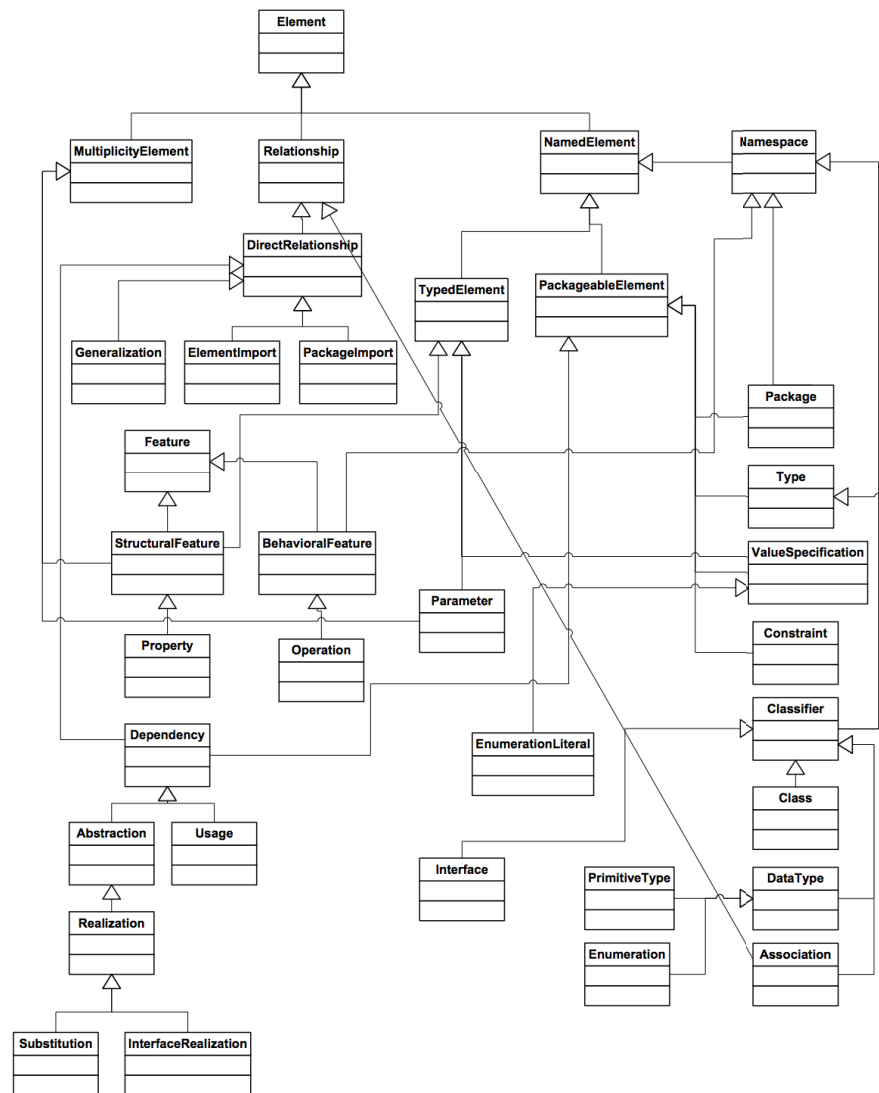 Element
MultiplicityElement
Relationship
NamedElement
Namespace
DirectRelationship
TypedElement
PackageableElement
Generalization
ElementImport
PackageImport
Package
Feature
Type
StructuralFeature
BehavioralFeature
ValueSpecification
Parameter
Property
Operation
Constraint
Classifier
Dependency
EnumerationLiteral
Class
Abstraction
Usage
Interface
PrimitiveType
DataType
Realization
Enumeration
Association
Substitution
InterfaceRealization